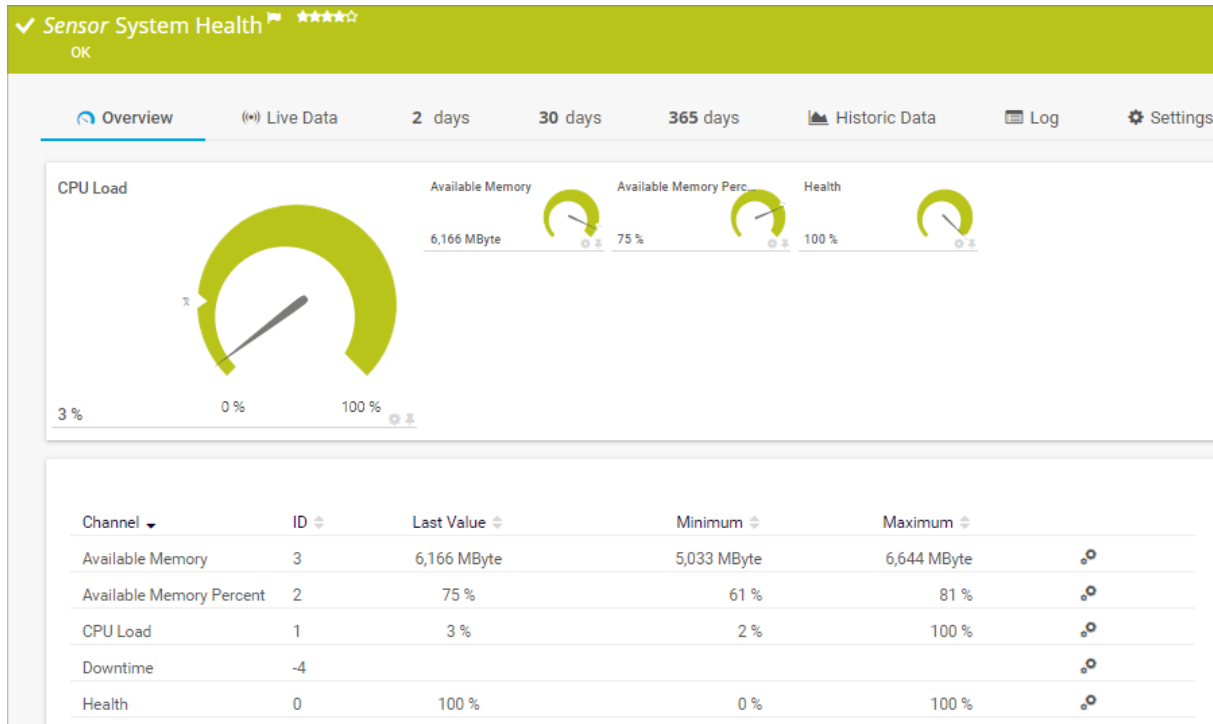 Sensor System Health
OK
Overview Live Data 2 days 30 days 365 days Historic Data Log Settings
CPU Load
3 %
0 % 100 %
Available Memory
6,166 MByte
Available Memory Perc...
75 %
Health
100 %
Channel ID Last Value Minimum Maximum
Available Memory 3 6,166 MByte 5,033 MByte 6,644 MByte
Available Memory Percent 2 75 % 61 % 81 %
CPU Load 1 3 % 2 % 100 %
Downtime -4
Health 0 100 % 0 % 100 %